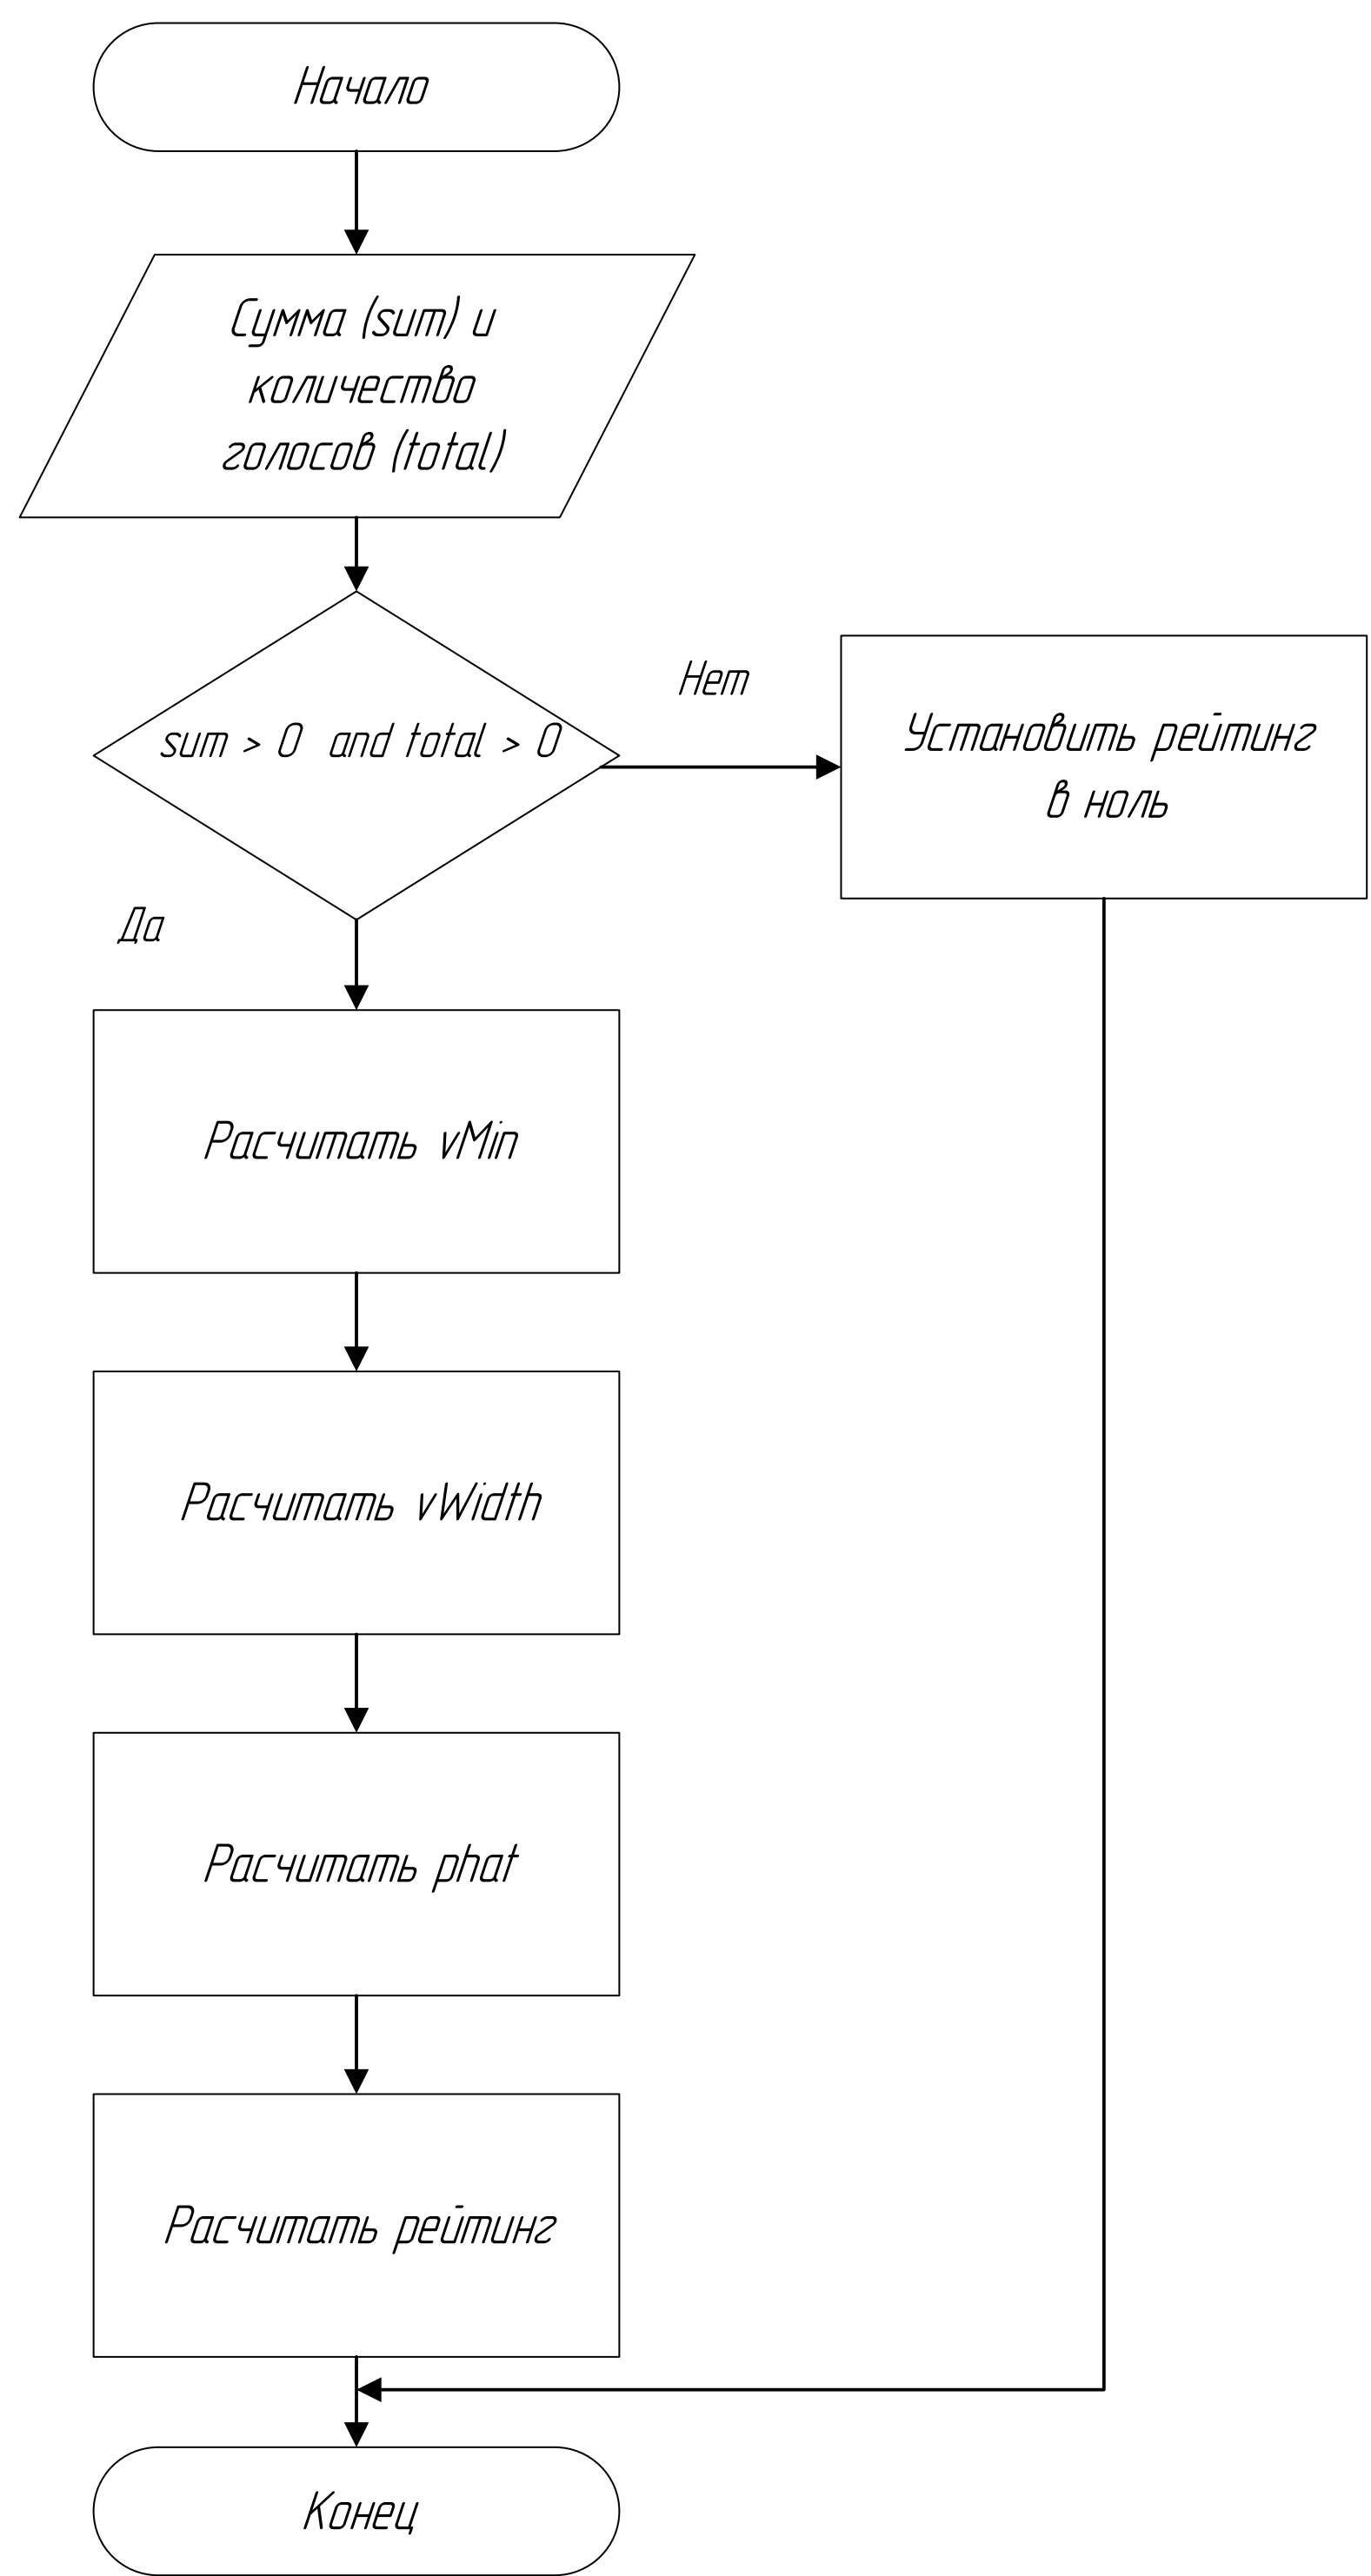 Начало
Сумма (sum) и
количество
голосов (total)
sum > 0 and total > 0
Нет
Установить рейтинг
в ноль
Да
Расчитать vMin
Расчитать vWidth
Расчитать phat
Расчитать рейтинг
Конец